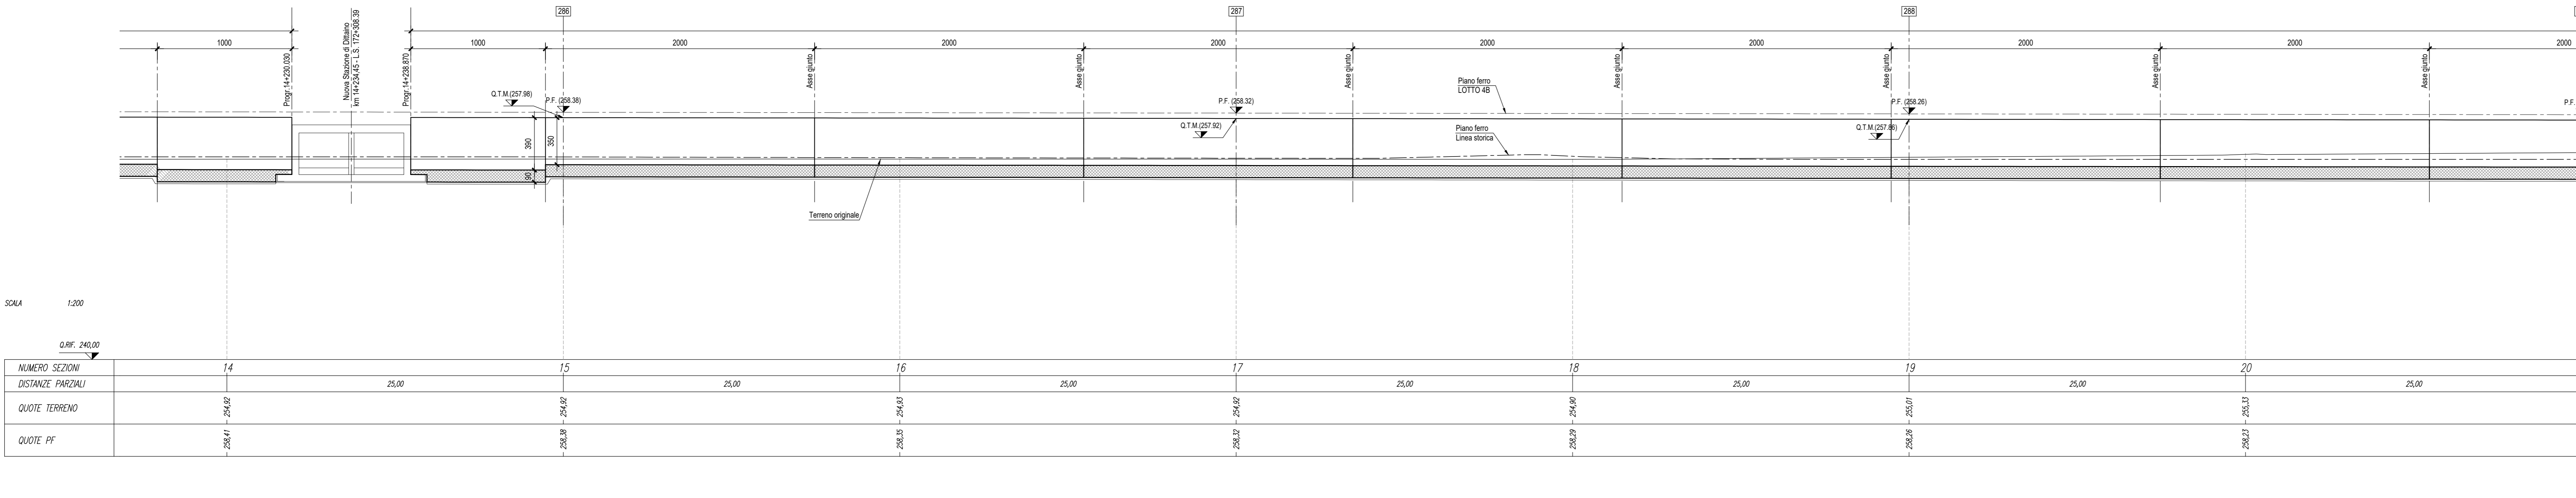 286
287
288
1000
1000
2000
2000
2000
2000
2000
2000
2000
2000
Progr.14+230.030
Nuova Stazione di Dittaino
km 14+234.45 - L.S. 172+308.39
Progr.14+238.870
Asse giunto
Asse giunto
Asse giunto
Asse giunto
Asse giunto
Asse giunto
Asse giunto
Q.T.M.(257.98)
P.F. (258.38)
Q.T.M.(257.92)
P.F. (258.32)
Piano ferro
LOTTO 4B
Piano ferro
Linea storica
Q.T.M.(257.86)
P.F. (258.26)
P.F.
390
350
90
Terreno originale
SCALA 1:200
Q.RIF. 240,00
NUMERO SEZIONI 14 15 16 17 18 19 20
DISTANZE PARZIALI 25,00 25,00 25,00 25,00 25,00 25,00 25,00
QUOTE TERRENO 254,92 254,92 254,93 254,92 254,90 255,01 255,33
QUOTE PF 258,41 258,38 258,35 258,32 258,29 258,26 258,23